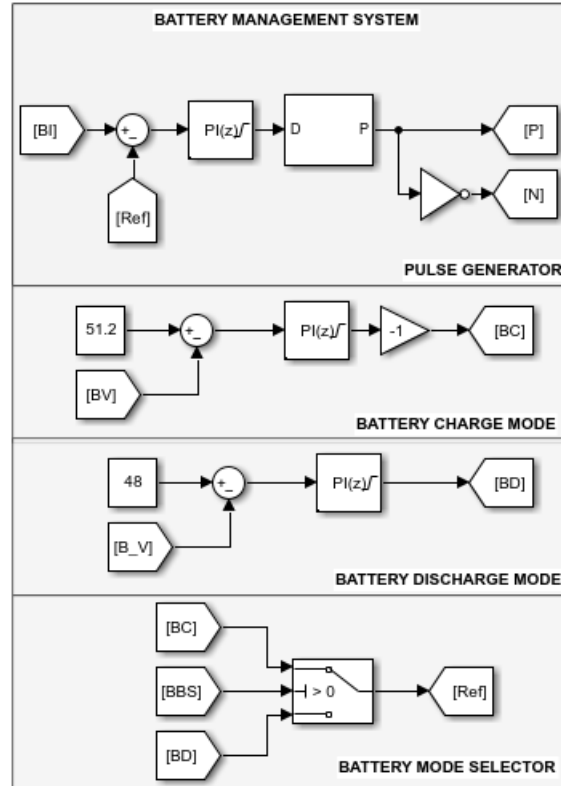 BATTERY MANAGEMENT SYSTEM
[BI]
+
-
PI(z)
D
P
[P]
[N]
[Ref]
PULSE GENERATOR
51.2
+
-
PI(z)
-1
[BC]
[BV]
BATTERY CHARGE MODE
48
+
-
PI(z)
[BD]
[B_V]
BATTERY DISCHARGE MODE
[BC]
[BBS]
> 0
[Ref]
[BD]
BATTERY MODE SELECTOR